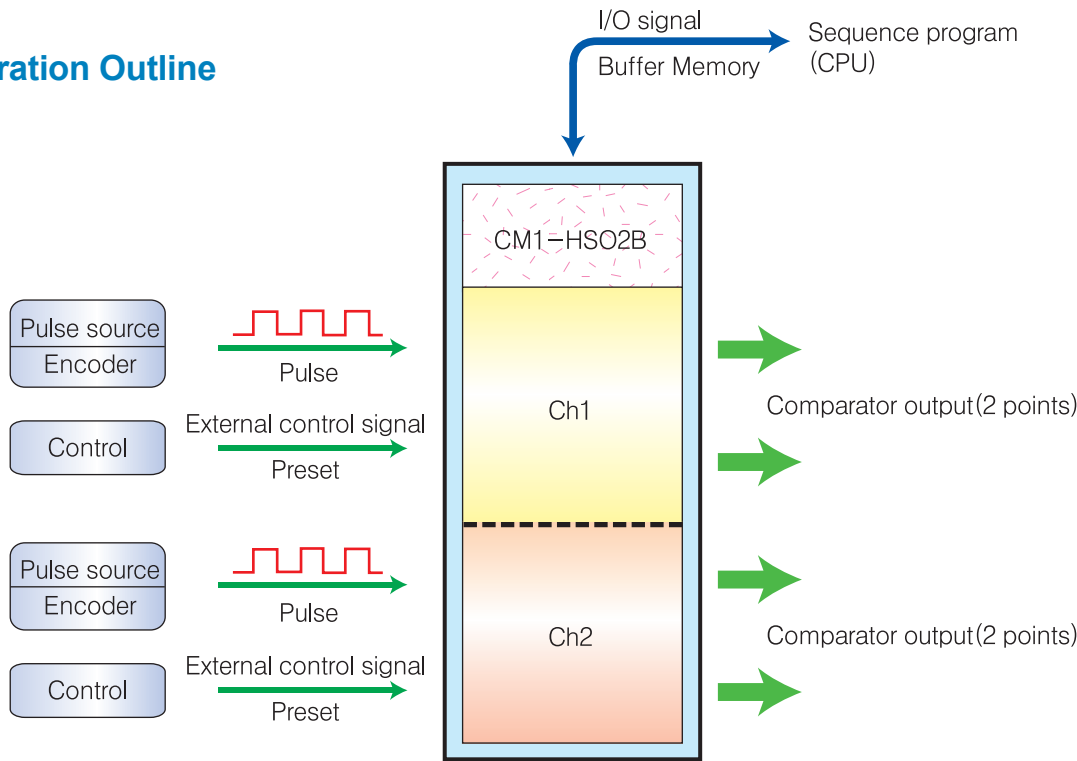 ration Outline
I/O signal
Buffer Memory
Sequence program
(CPU)
CM1-HSO2B
Pulse source
Encoder
Pulse
Control
External control signal
Preset
Ch1
Comparator output(2 points)
Pulse source
Encoder
Pulse
Control
External control signal
Preset
Ch2
Comparator output(2 points)